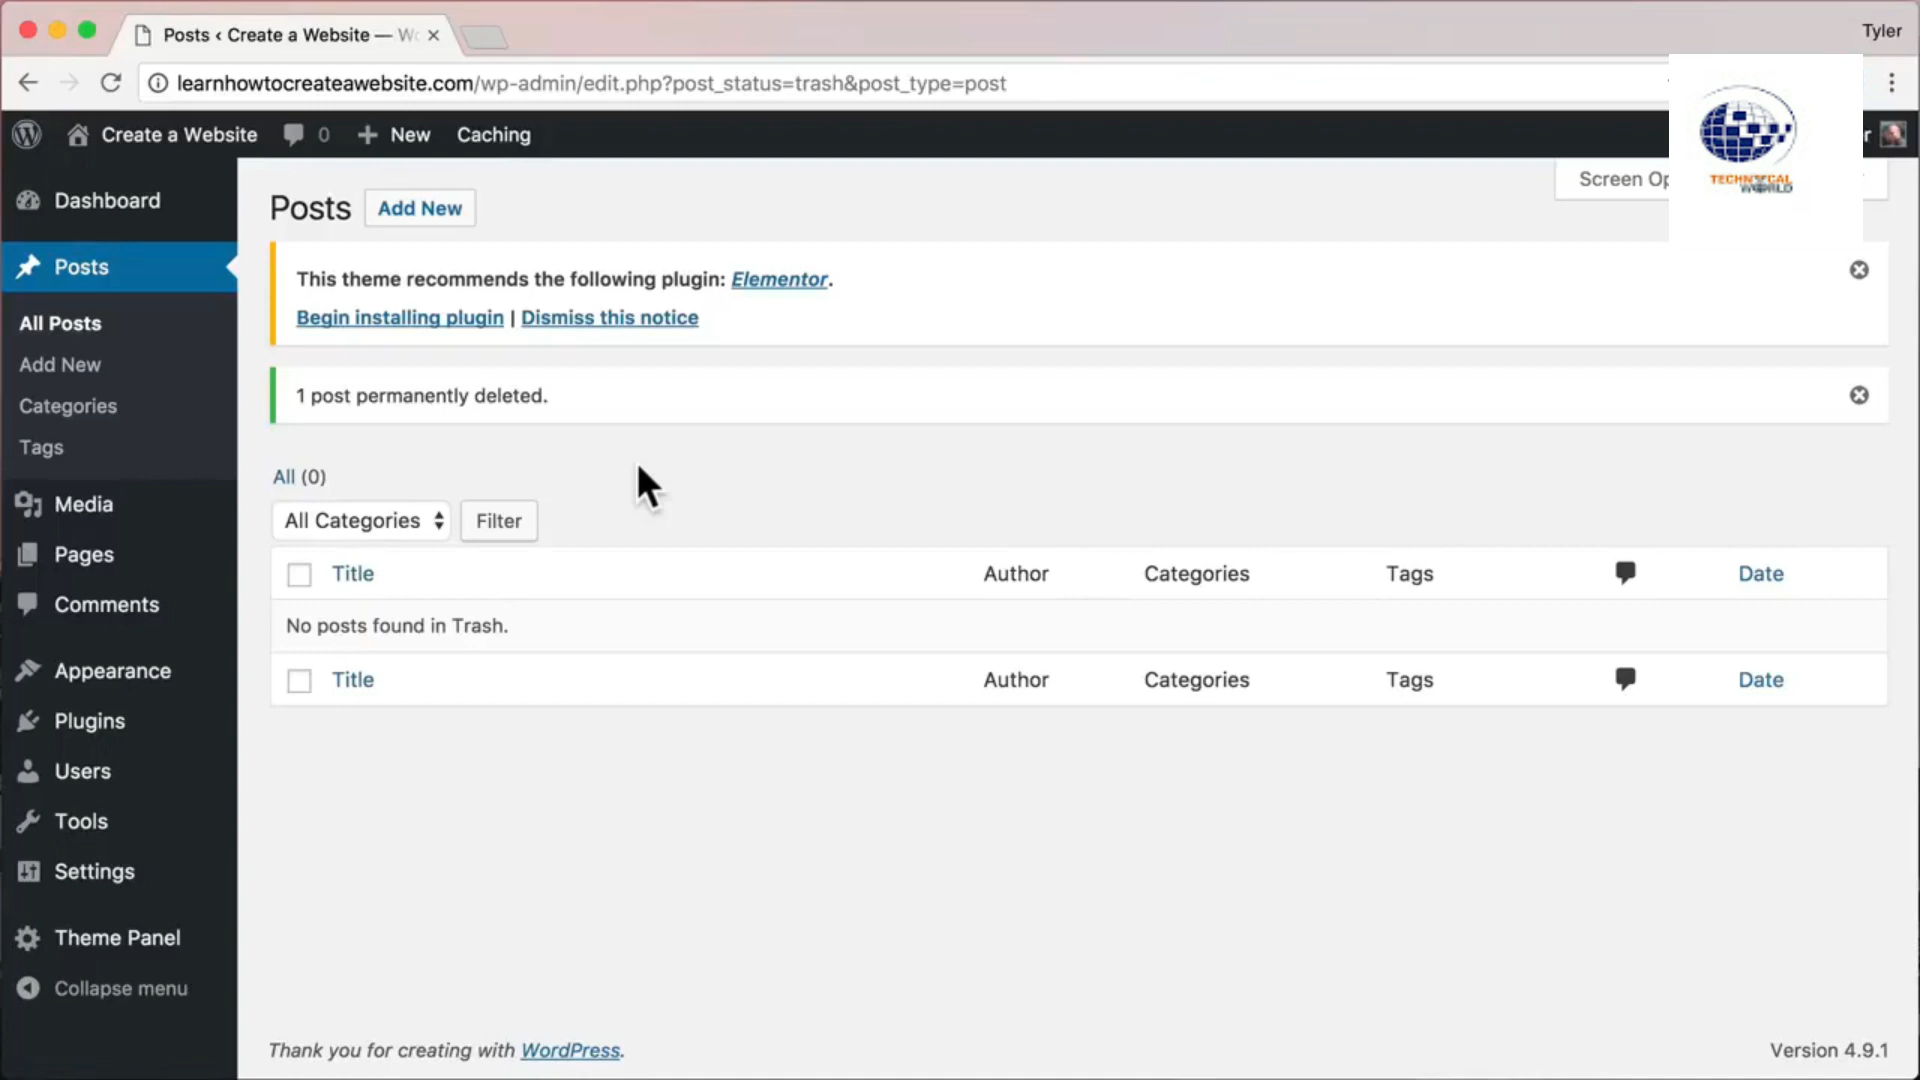 Posts ‹ Create a Website —
Tyler
learnhowtocreateawebsite.com/wp-admin/edit.php?post_status=trash&post_type=post
Create a Website
0
New
Caching
TECHNICAL
WORLD
Screen
Dashboard
Posts
All Posts
Add New
Categories
Tags
Media
Pages
Comments
Appearance
Plugins
Users
Tools
Settings
Theme Panel
Collapse menu
Posts
Add New
This theme recommends the following plugin: Elementor.
Begin installing plugin | Dismiss this notice
1 post permanently deleted.
All (0)
All Categories
Filter
Title Author Categories Tags Date
No posts found in Trash.
Title Author Categories Tags Date
Thank you for creating with WordPress.
Version 4.9.1